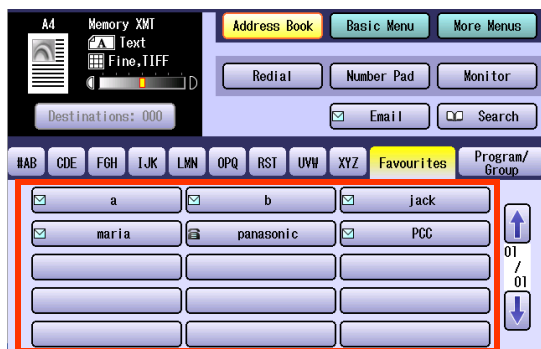 A4 Memory XMT Address Book Basic Menu More Menus
A Text
Fine,TIFF
Redial Number Pad Monitor
D
Destinations: 000 Email Search
#AB CDE FGH IJK LMN OPQ RST UVW XYZ Favourites Program/
Group
a b jack
maria panasonic PCC
01
/
01